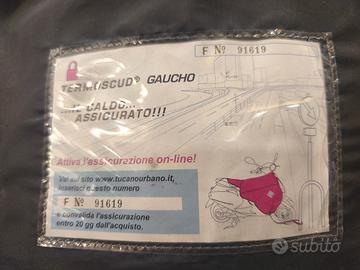 F No 91619
TERMOSCUD® GAUCHO
....IL CALDO...
ASSICURATO!!!
Attiva l'assicurazione on-line!
Vai sul sito www.tucanourbano.it,
inserisci questo numero
F No 91619
e convalida l'assicurazione
entro 20 gg dall'acquisto.
subito